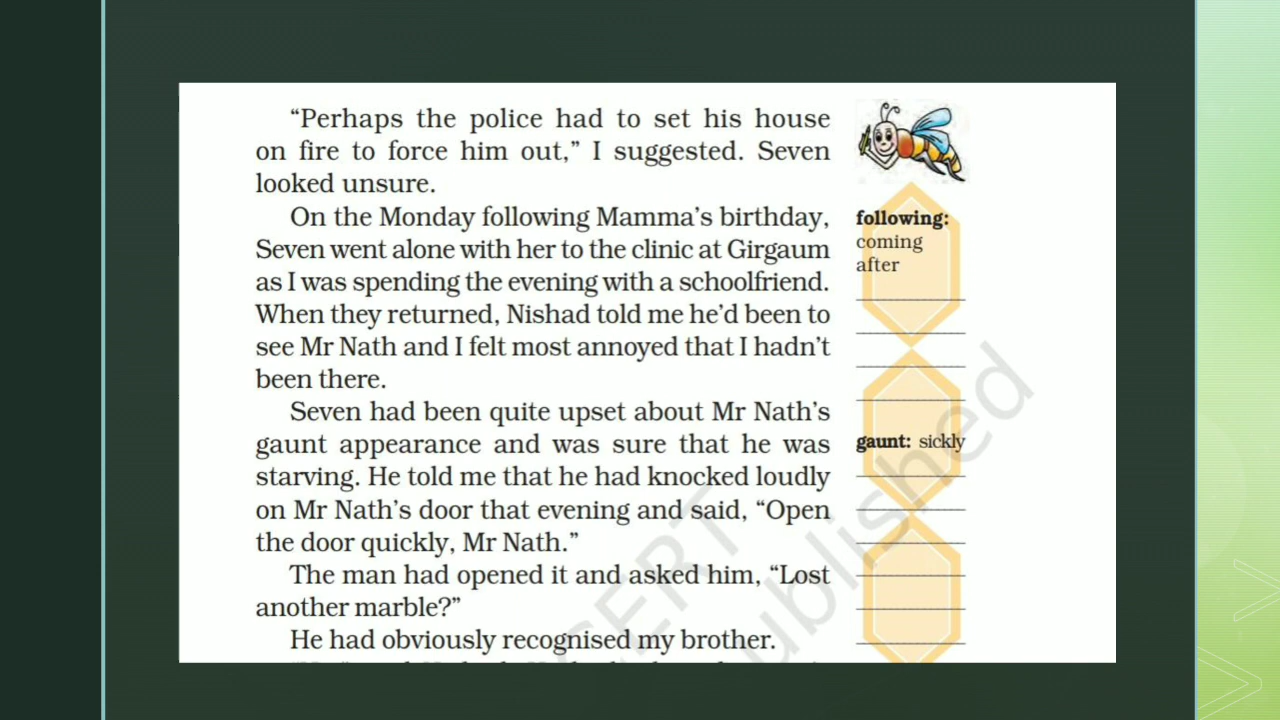 “Perhaps the police had to set his house
on fire to force him out,” I suggested. Seven
looked unsure.
On the Monday following Mamma’s birthday,
Seven went alone with her to the clinic at Girgaum
as I was spending the evening with a schoolfriend.
When they returned, Nishad told me he’d been to
see Mr Nath and I felt most annoyed that I hadn’t
been there.
Seven had been quite upset about Mr Nath’s
gaunt appearance and was sure that he was
starving. He told me that he had knocked loudly
on Mr Nath’s door that evening and said, “Open
the door quickly, Mr Nath.”
The man had opened it and asked him, “Lost
another marble?”
He had obviously recognised my brother.
following:
coming
after
gaunt: sickly
CERT
ublished